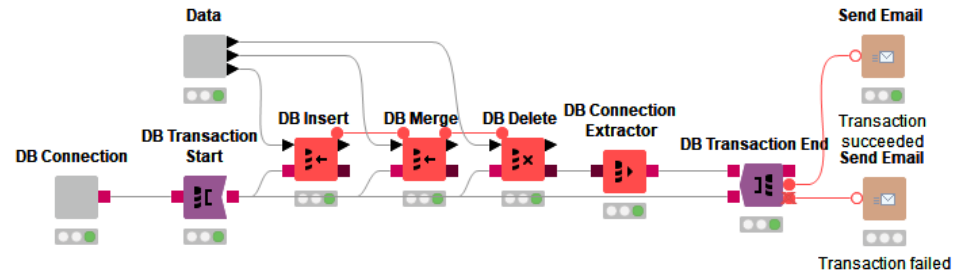 Data
Send Email
DB Insert
DB Merge
DB Delete
DB Connection
Extractor
Transaction
succeeded
DB Connection
DB Transaction
Start
DB Transaction End
Send Email
Transaction failed